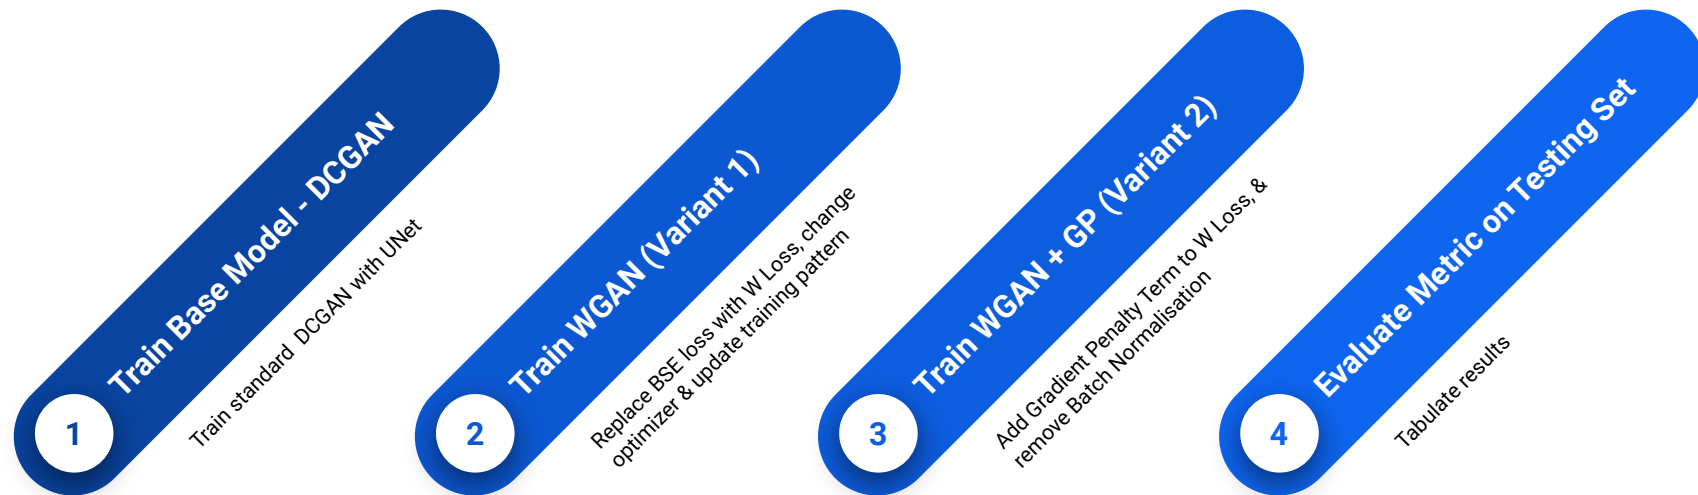 1
Train Base Model - DCGAN
Train standard DCGAN with UNet
2
Train WGAN (Variant 1)
Replace BSE loss with W Loss, change
optimizer & update training pattern
3
Train WGAN + GP (Variant 2)
Add Gradient Penalty Term to W Loss, &
remove Batch Normalisation
4
Evaluate Metric on Testing Set
Tabulate results